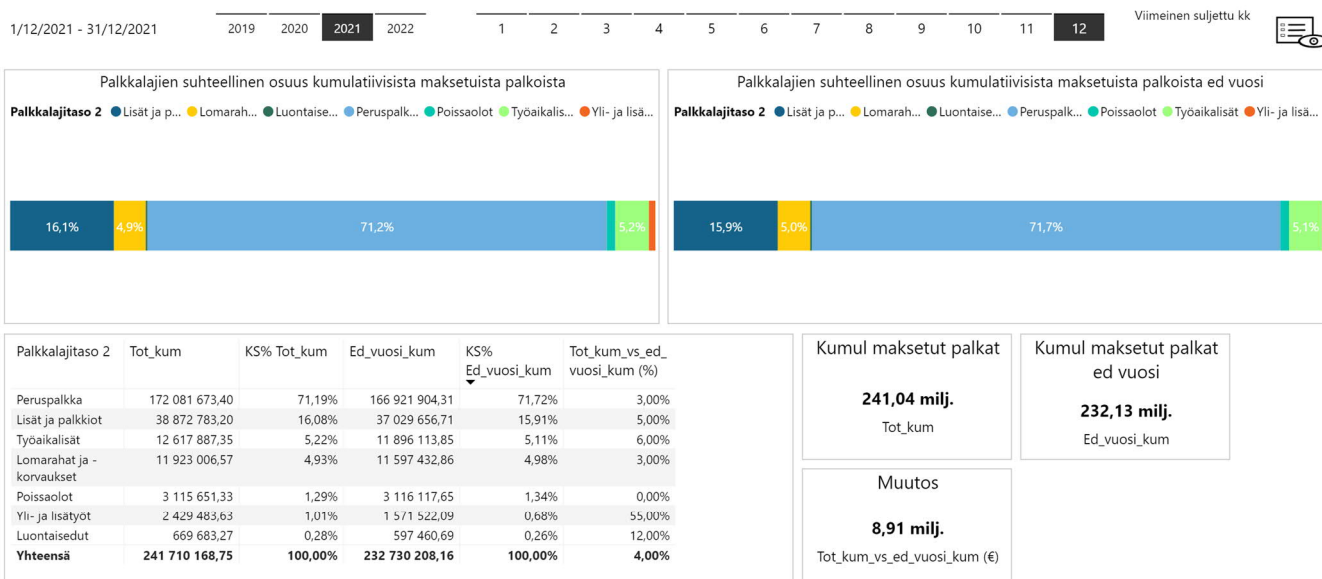 1/12/2021 - 31/12/2021
2019 2020 2021 2022
1 2 3 4 5 6 7 8 9 10 11 12
Viimeinen suljettu kk
Palkkalajien suhteellinen osuus kumulatiivisista maksetuista palkoista
Palkkalajitaso 2 Lisät ja p... Lomarah... Luontaise... Peruspalk... Poissaolot Työaikalis... Yli- ja lisä...
16,1% 4,9% 71,2% 5,2%
Palkkalajien suhteellinen osuus kumulatiivisista maksetuista palkoista ed vuosi
Palkkalajitaso 2 Lisät ja p... Lomarah... Luontaise... Peruspalk... Poissaolot Työaikalisät Yli- ja lisä...
15,9% 5,0% 71,7% 5,1%
Palkkalajitaso 2 Tot_kum KS% Tot_kum Ed_vuosi_kum KS% Tot_kum_vs_ed_
Ed_vuosi_kum vuosi_kum (%)
Peruspalkka 172 081 673,40 71,19% 166 921 904,31 71,72% 3,00%
Lisät ja palkkiot 38 872 783,20 16,08% 37 029 656,71 15,91% 5,00%
Työaikalisät 12 617 887,35 5,22% 11 896 113,85 5,11% 6,00%
Lomarahat ja - 11 923 006,57 4,93% 11 597 432,86 4,98% 3,00%
korvaukset
Poissaolot 3 115 651,33 1,29% 3 116 117,65 1,34% 0,00%
Yli- ja lisätyöt 2 429 483,63 1,01% 1 571 522,09 0,68% 55,00%
Luontaisedut 669 683,27 0,28% 597 460,69 0,26% 12,00%
Yhteensä 241 710 168,75 100,00% 232 730 208,16 100,00% 4,00%
Kumul maksetut palkat
241,04 milj.
Tot_kum
Kumul maksetut palkat
ed vuosi
232,13 milj.
Ed_vuosi_kum
Muutos
8,91 milj.
Tot_kum_vs_ed_vuosi_kum (€)